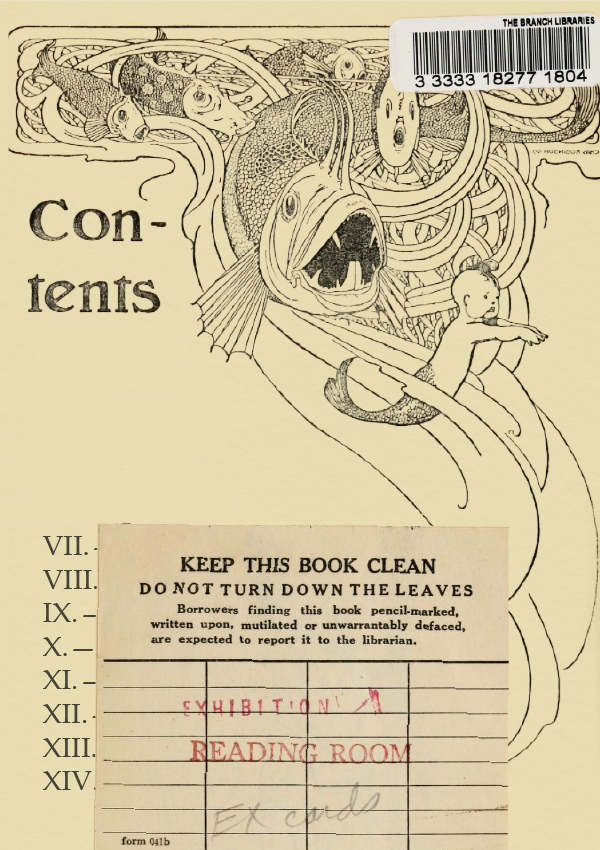 THE BRANCH LIBRARIES
3 3333 18277 1804
Con-
tents
VII. -
VIII.
IX. —
X. —
XI. —
XII. -
XIII.
XIV.
KEEP THIS BOOK CLEAN
DO NOT TURN DOWN THE LEAVES
Borrowers finding this book pencil-marked,
written upon, mutilated or unwarrantably defaced,
are expected to report it to the librarian.
EXHIBITION
READING ROOM
Ex cards
form 041b